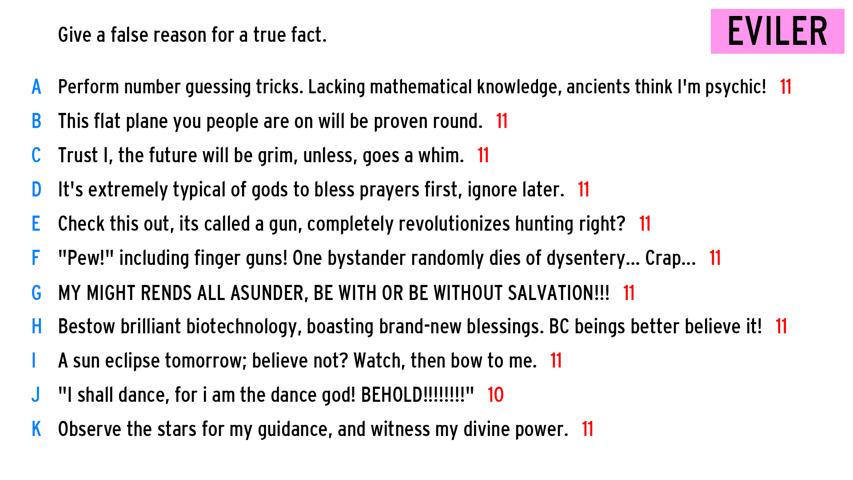 Give a false reason for a true fact.
EVILER
A Perform number guessing tricks. Lacking mathematical knowledge, ancients think I'm psychic! 11
B This flat plane you people are on will be proven round. 11
C Trust I, the future will be grim, unless, goes a whim. 11
D It's extremely typical of gods to bless prayers first, ignore later. 11
E Check this out, its called a gun, completely revolutionizes hunting right? 11
F "Pew!" including finger guns! One bystander randomly dies of dysentery... Crap... 11
G MY MIGHT RENDS ALL ASUNDER, BE WITH OR BE WITHOUT SALVATION!!! 11
H Bestow brilliant biotechnology, boasting brand-new blessings. BC beings better believe it! 11
I A sun eclipse tomorrow; believe not? Watch, then bow to me. 11
J "I shall dance, for i am the dance god! BEHOLD!!!!!!!!" 10
K Observe the stars for my guidance, and witness my divine power. 11